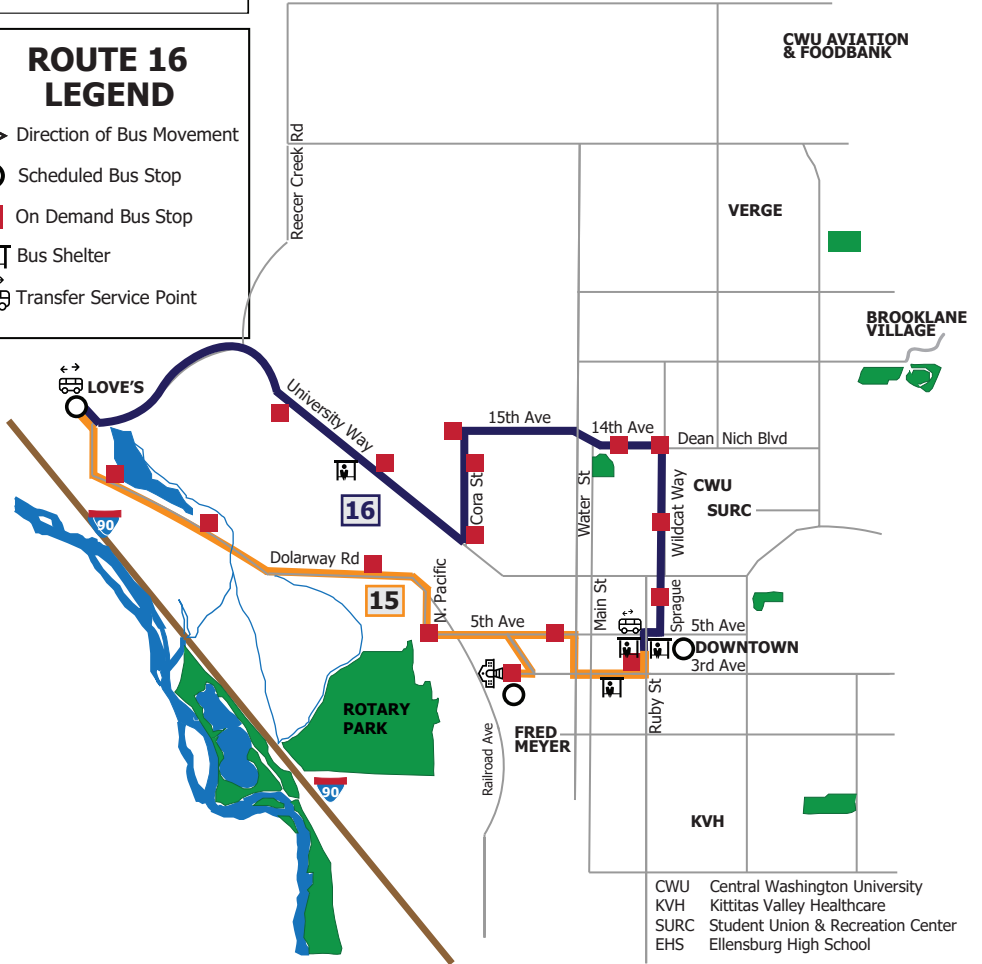 ROUTE 16
LEGEND
Direction of Bus Movement
Scheduled Bus Stop
On Demand Bus Stop
Bus Shelter
Transfer Service Point
CWU AVIATION
& FOODBANK
Reecer Creek Rd
VERGE
BROOKLANE
VILLAGE
LOVE'S
University Way
15th Ave
14th Ave
Dean Nich Blvd
Cora St
Water St
Wildcat Way
CWU
SURC
16
90
Dolarway Rd
15
N. Pacific
5th Ave
Main St
Sprague
5th Ave
DOWNTOWN
3rd Ave
Ruby St
ROTARY
PARK
FRED
MEYER
Railroad Ave
90
KVH
CWU Central Washington University
KVH Kittitas Valley Healthcare
SURC Student Union & Recreation Center
EHS Ellensburg High School